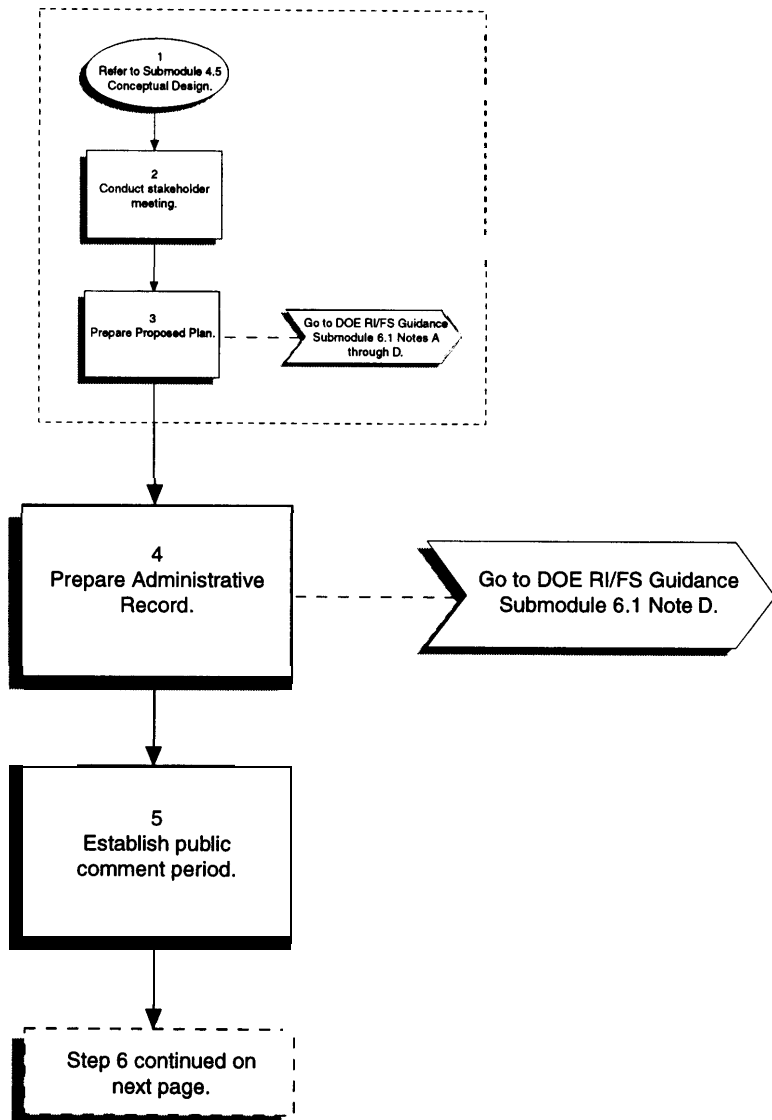 1
Refer to Submodule 4.5
Conceptual Design.
2
Conduct stakeholder
meeting.
3
Prepare Proposed Plan.
Go to DOE RI/FS Guidance
Submodule 6.1 Notes A
through D.
4
Prepare Administrative
Record.
Go to DOE RI/FS Guidance
Submodule 6.1 Note D.
5
Establish public
comment period.
Step 6 continued on
next page.